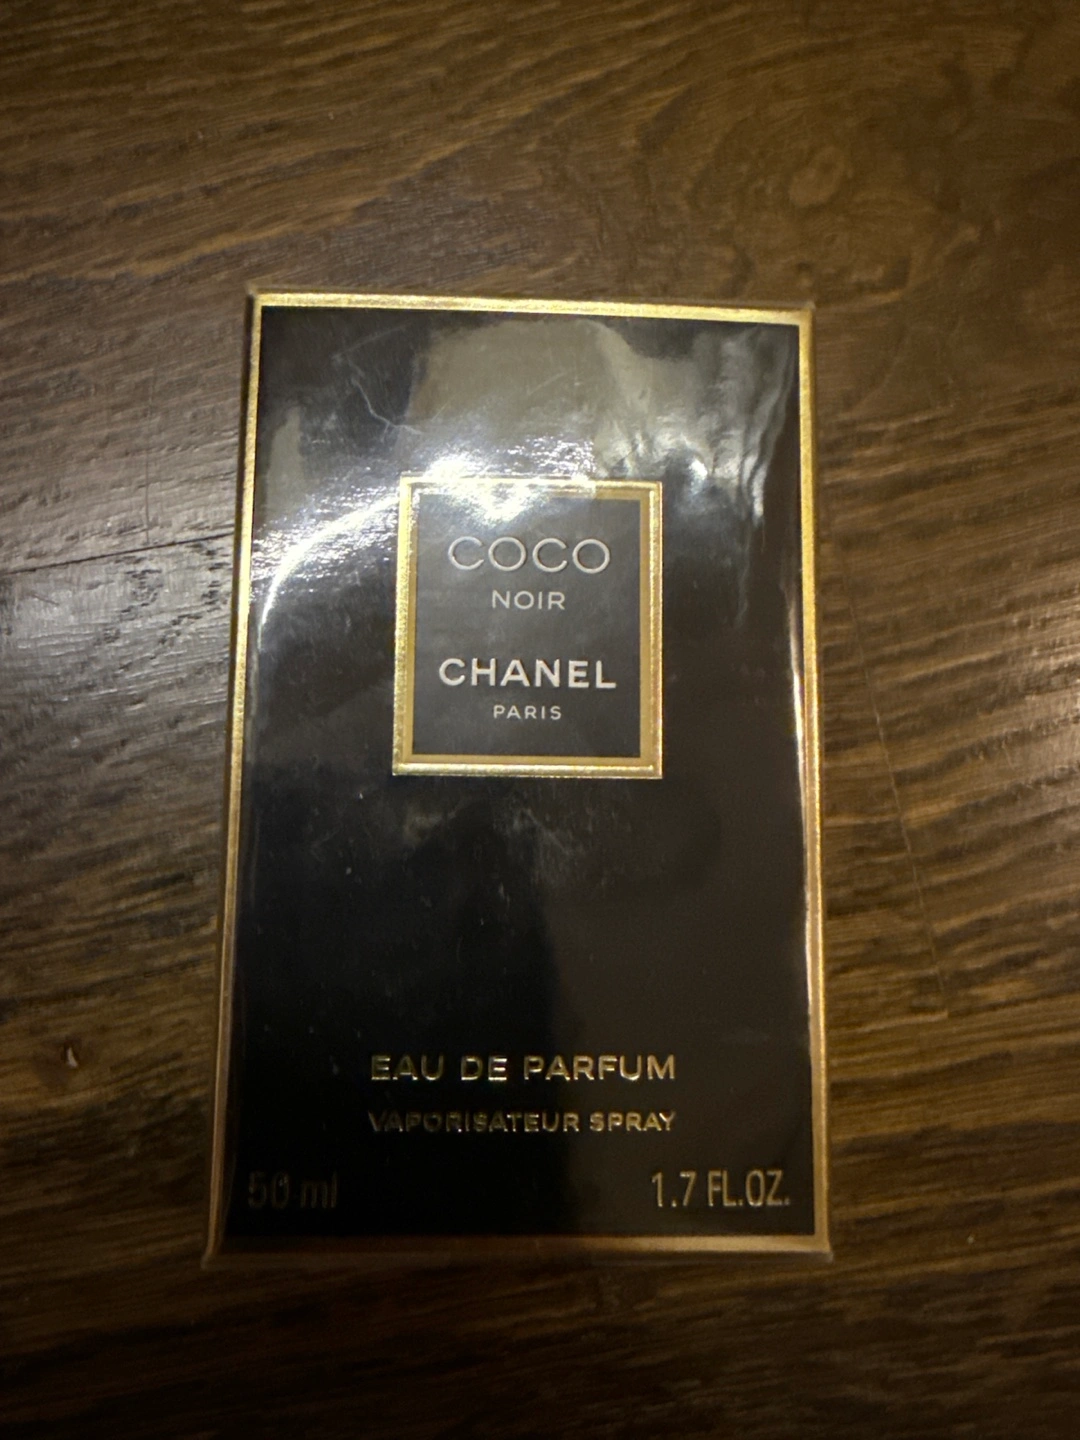 COCO
NOIR
CHANEL
PARIS
EAU DE PARFUM
VAPORISATEUR SPRAY
50 ml 1.7 FL.OZ.